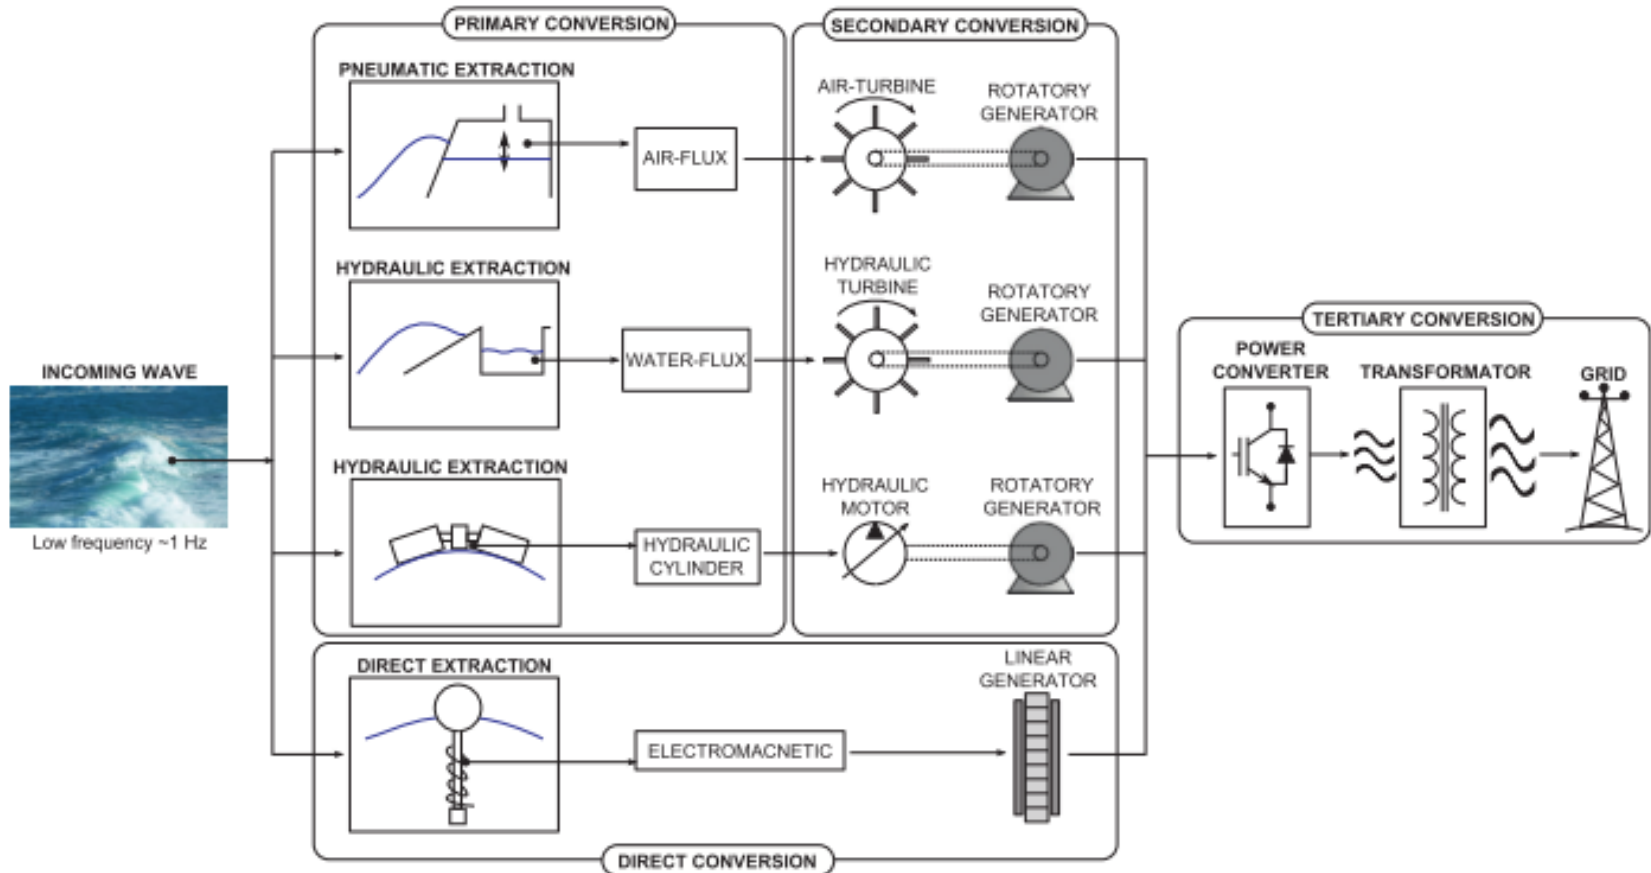 PRIMARY CONVERSION
SECONDARY CONVERSION
PNEUMATIC EXTRACTION
AIR-FLUX
AIR-TURBINE
ROTATORY
GENERATOR
HYDRAULIC EXTRACTION
WATER-FLUX
HYDRAULIC
TURBINE
ROTATORY
GENERATOR
INCOMING WAVE
Low frequency ~1 Hz
HYDRAULIC EXTRACTION
HYDRAULIC
CYLINDER
HYDRAULIC
MOTOR
ROTATORY
GENERATOR
DIRECT EXTRACTION
ELECTROMACNETIC
LINEAR
GENERATOR
DIRECT CONVERSION
TERTIARY CONVERSION
POWER
CONVERTER
TRANSFORMATOR
GRID